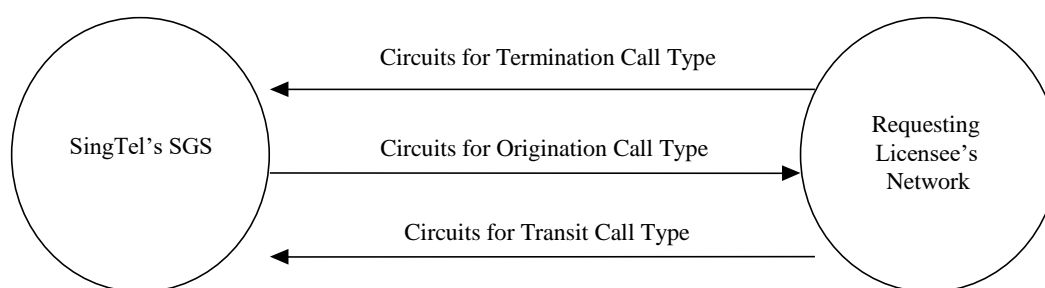 Circuits for Termination Call Type
SingTel’s SGS
Circuits for Origination Call Type
Requesting
Licensee’s
Network
Circuits for Transit Call Type